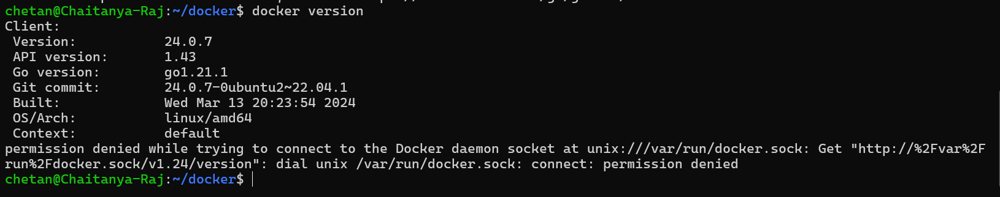 chetan@Chaitanya-Raj:~/docker$ docker version
Client:
 Version:           24.0.7
 API version:       1.43
 Go version:        go1.21.1
 Git commit:        24.0.7-0ubuntu2~22.04.1
 Built:             Wed Mar 13 20:23:54 2024
 OS/Arch:           linux/amd64
 Context:           default
permission denied while trying to connect to the Docker daemon socket at unix:///var/run/docker.sock: Get "http://%2Fvar%2F
run%2Fdocker.sock/v1.24/version": dial unix /var/run/docker.sock: connect: permission denied
chetan@Chaitanya-Raj:~/docker$